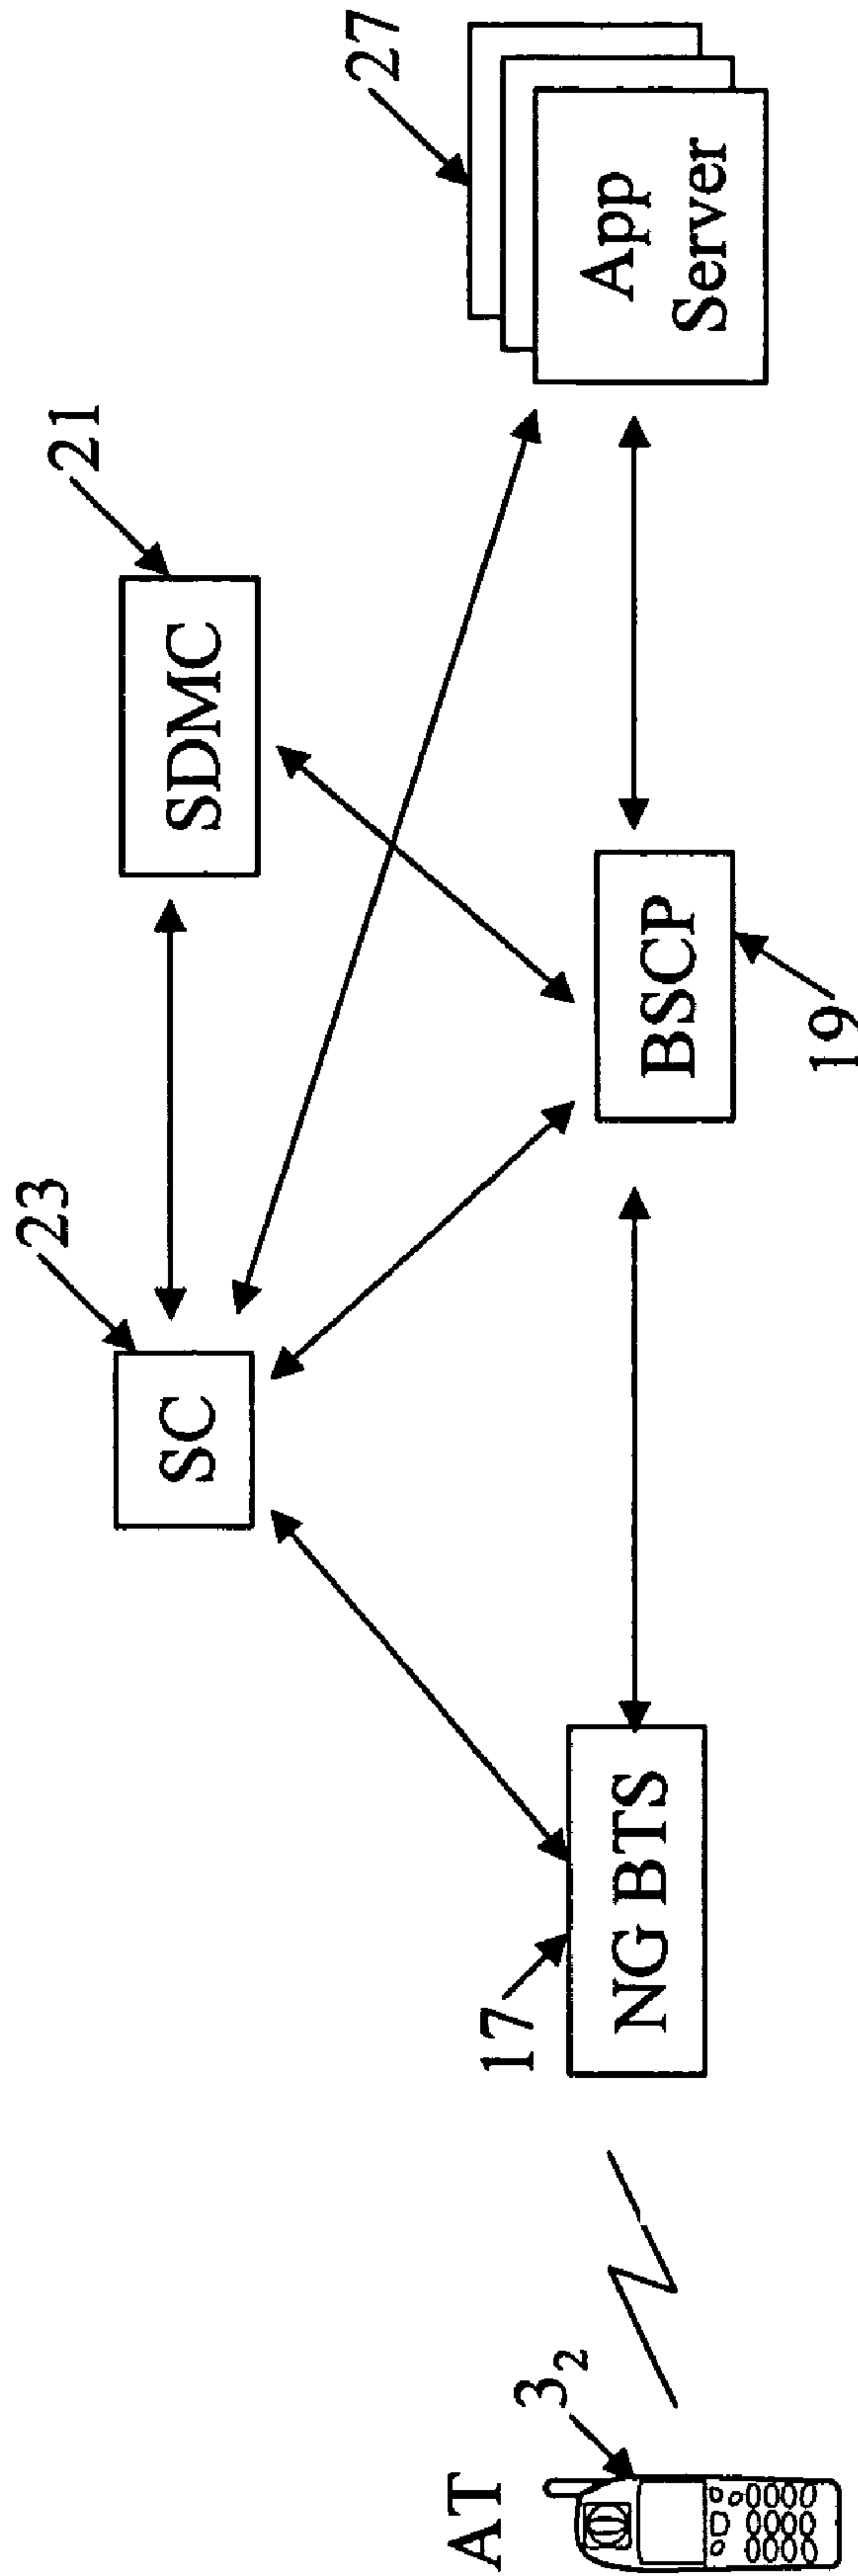 23
SC
21
SDMC
27
App
Server
17
NG BTS
BSCP
19
AT
3₂